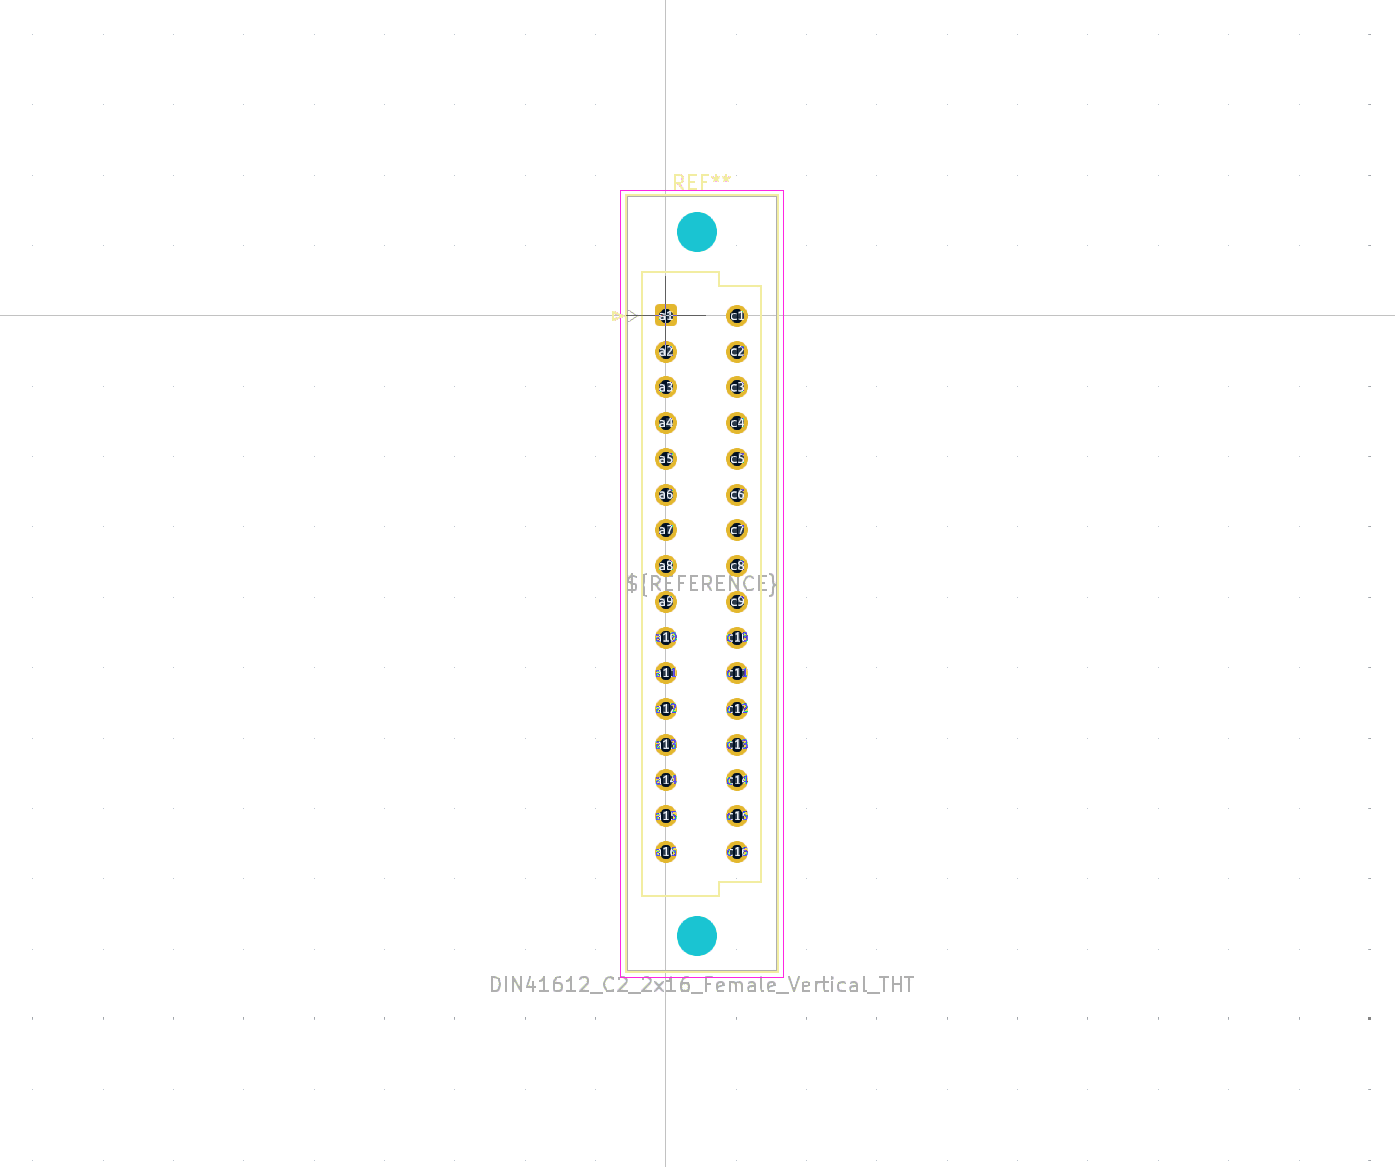 REF**
a1 c1
a2 c2
a3 c3
a4 c4
a5 c5
a6 c6
a7 c7
a8 c8
${REFERENCE}
a9 c9
a10 c10
a11 c11
a12 c12
a13 c13
a14 c14
a15 c15
a16 c16
DIN41612_C2_2x16_Female_Vertical_THT